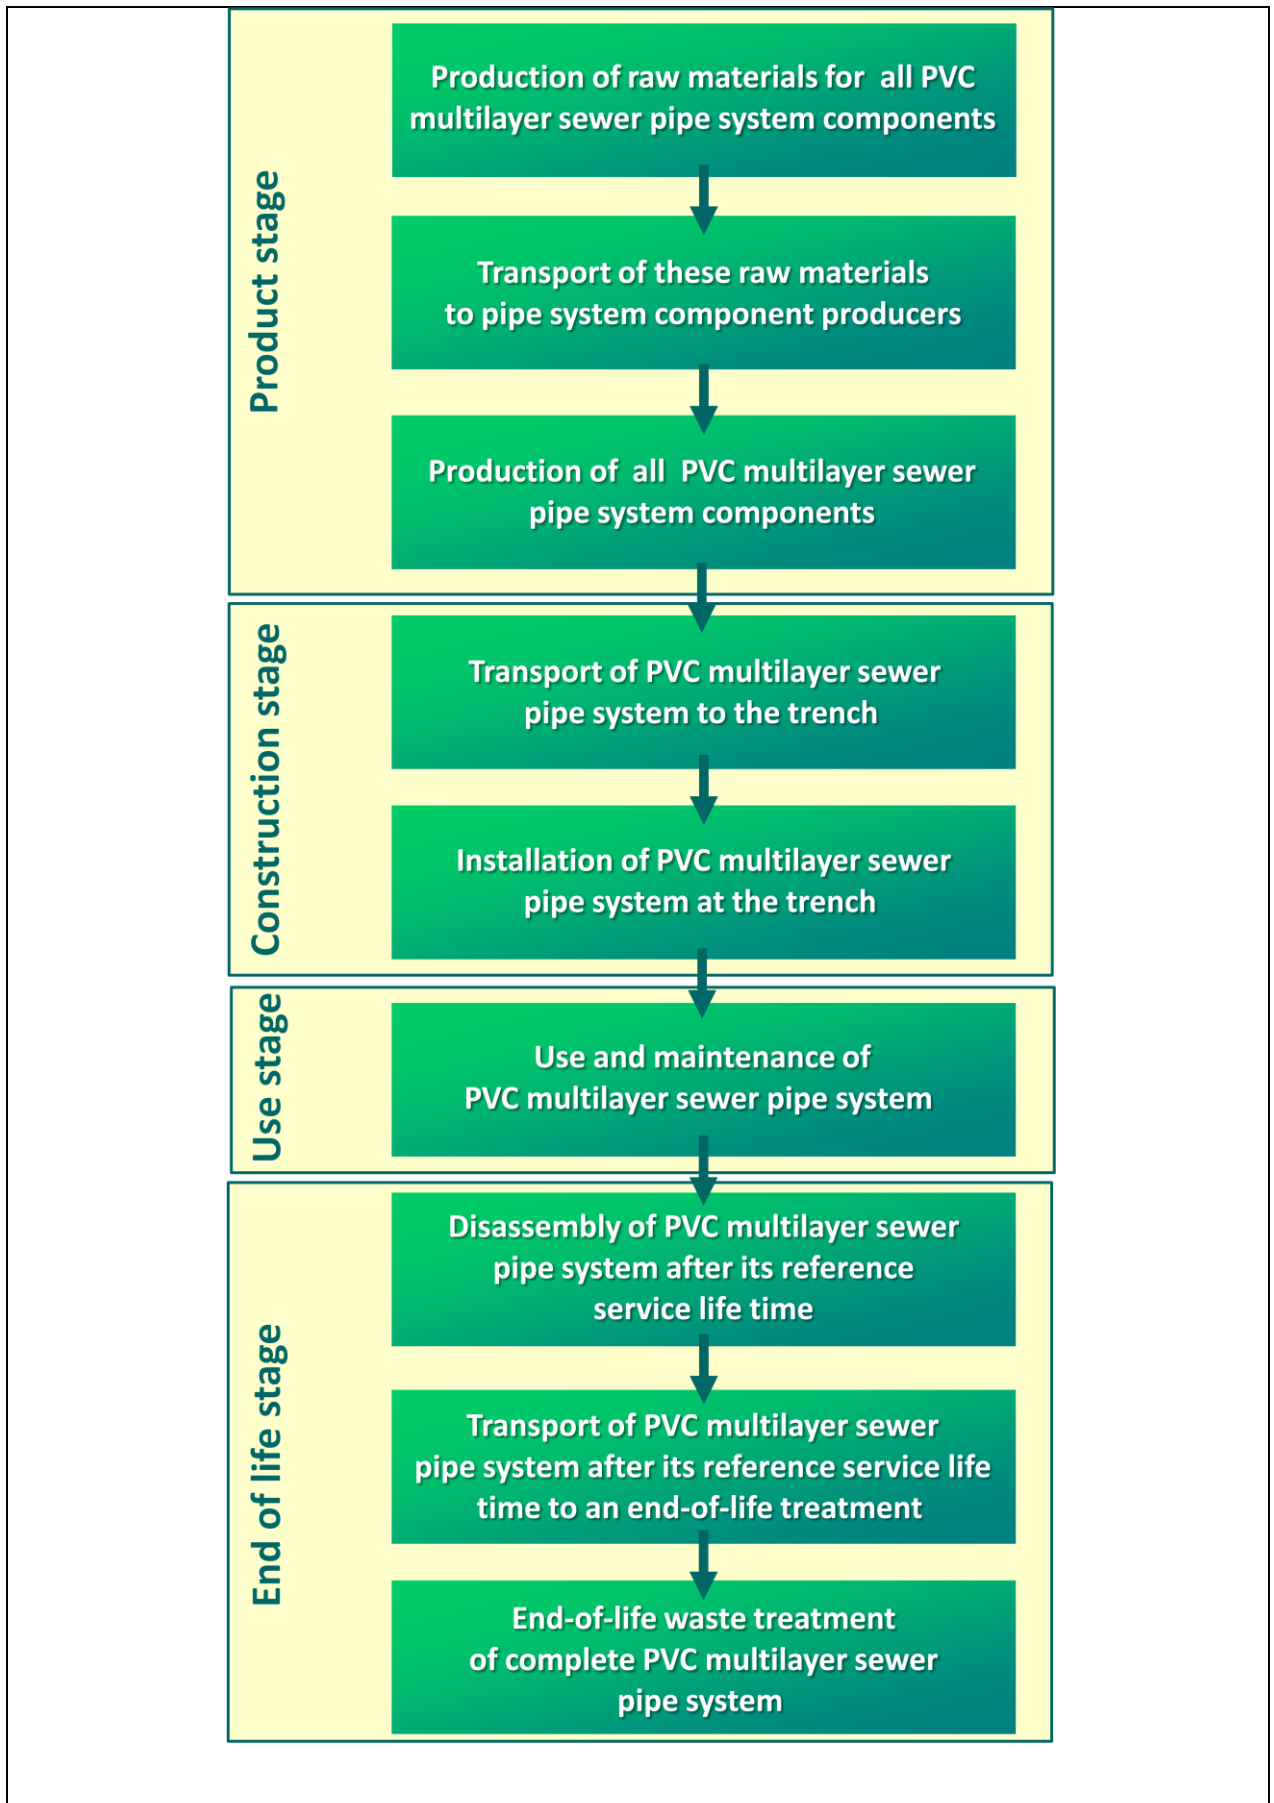 Product stage
Production of raw materials for all PVC
multilayer sewer pipe system components
Transport of these raw materials
to pipe system component producers
Production of all PVC multilayer sewer
pipe system components
Construction stage
Transport of PVC multilayer sewer
pipe system to the trench
Installation of PVC multilayer sewer
pipe system at the trench
Use stage
Use and maintenance of
PVC multilayer sewer pipe system
End of life stage
Disassembly of PVC multilayer sewer
pipe system after its reference
service life time
Transport of PVC multilayer sewer
pipe system after its reference service life
time to an end-of-life treatment
End-of-life waste treatment
of complete PVC multilayer sewer
pipe system